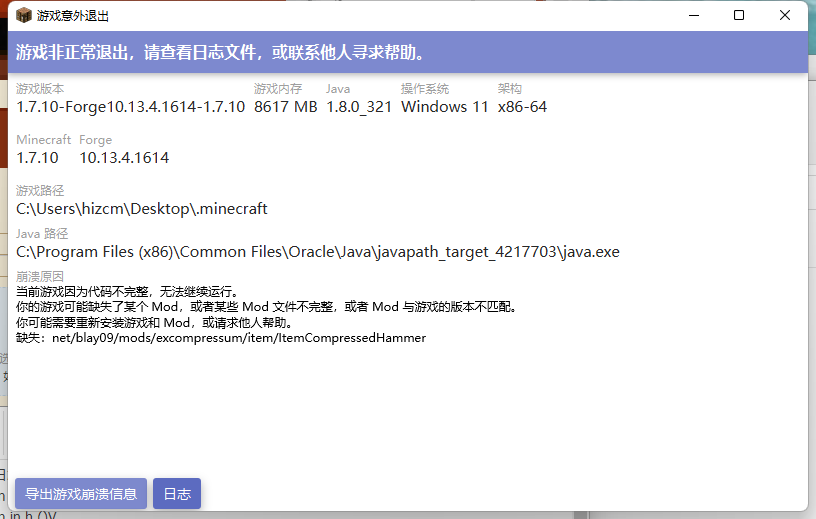 游戏意外退出
游戏非正常退出，请查看日志文件，或联系他人寻求帮助。
游戏版本 游戏内存 Java 操作系统 架构
1.7.10-Forge10.13.4.1614-1.7.10 8617 MB 1.8.0_321 Windows 11 x86-64
Minecraft Forge
1.7.10 10.13.4.1614
游戏路径
C:\Users\hizcm\Desktop\.minecraft
Java 路径
C:\Program Files (x86)\Common Files\Oracle\Java\javapath_target_4217703\java.exe
崩溃原因
当前游戏因为代码不完整，无法继续运行。
你的游戏可能缺失了某个 Mod，或者某些 Mod 文件不完整，或者 Mod 与游戏的版本不匹配。
你可能需要重新安装游戏和 Mod，或请求他人帮助。
缺失：net/blay09/mods/excompressum/item/ItemCompressedHammer
导出游戏崩溃信息 日志